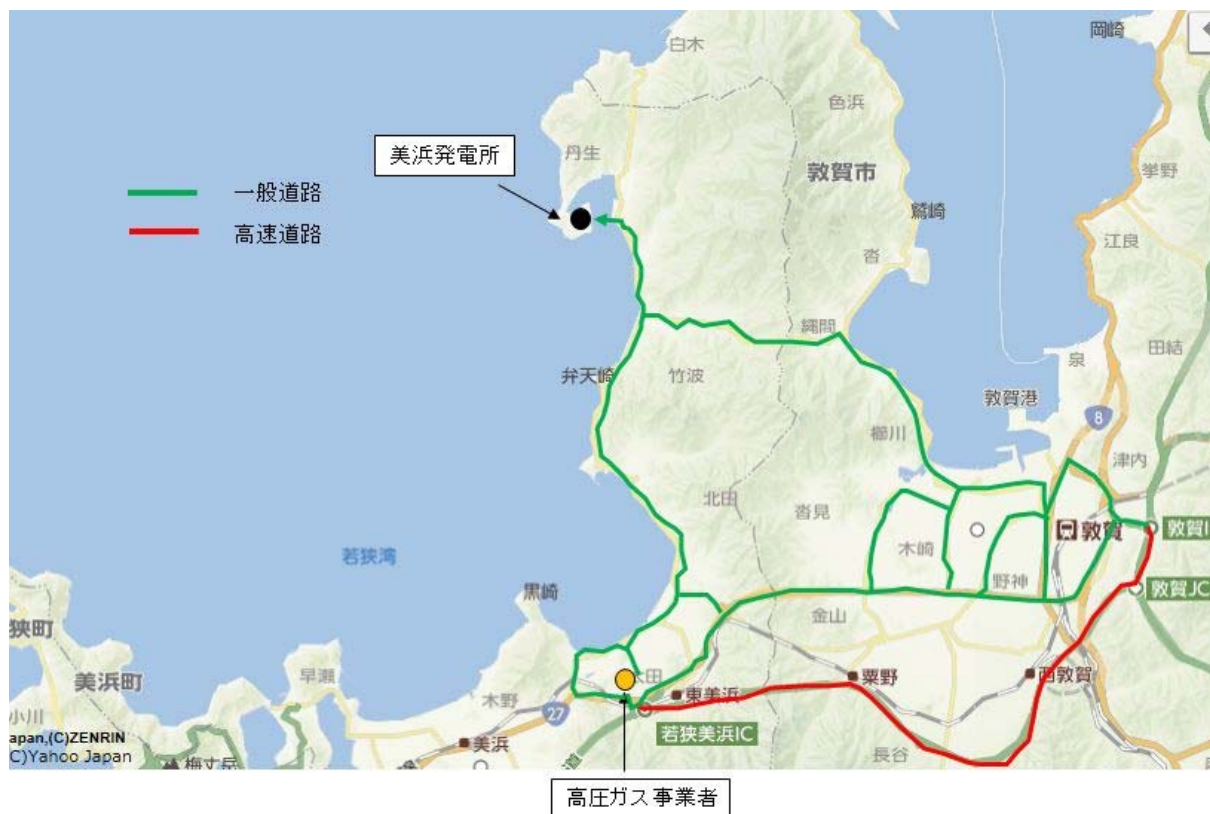 岡崎
白木
色浜
美浜発電所
丹生
敦賀市
挙野
一般道路
鷲崎
高速道路
江良
沓
縄間
田結
泉
弁天崎
竹波
敦賀港
8
櫛川
津内
北田
沓見
敦賀
敦賀I
若狭湾
木崎
野神
黒崎
敦賀JC
金山
狭町
太田
粟野
西敦賀
美浜町
早瀬
東美浜
木野
27
小川
若狭美浜IC
apan,(C)ZENRIN
美浜
長谷
C)Yahoo Japan
梅丈岳
道
高圧ガス事業者